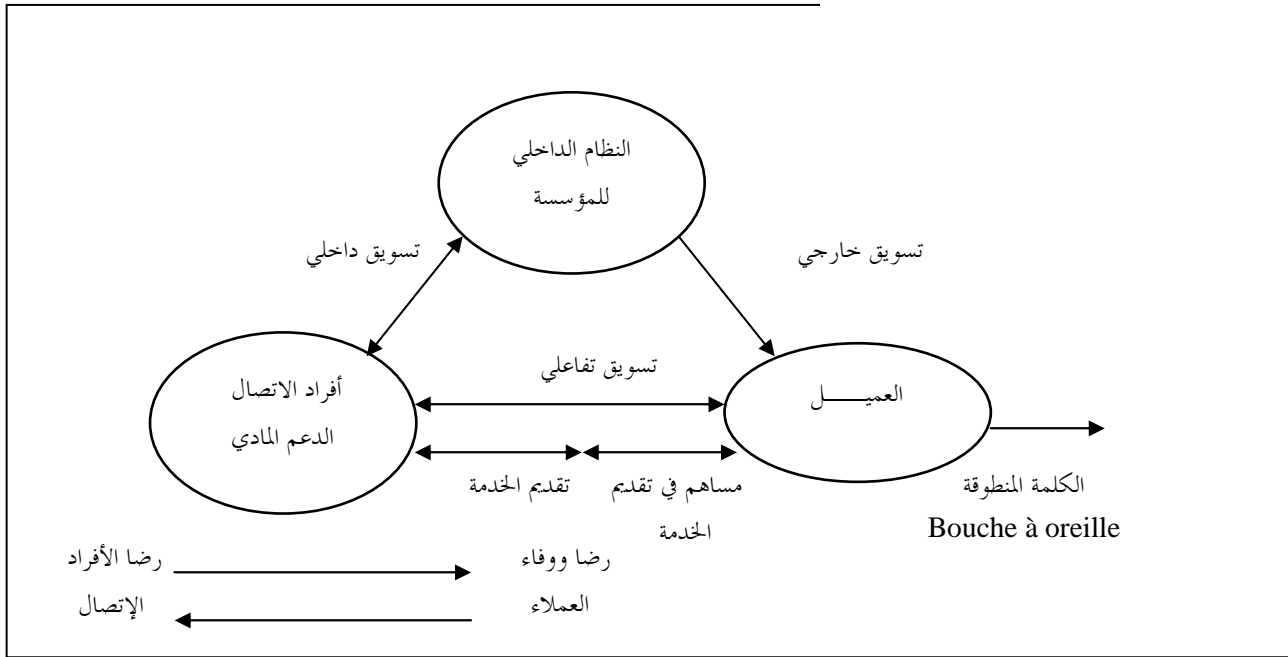 النظام الداخلي
للمؤسسة
تسويق خارجي
تسويق داخلي
تسويق تفاعلي
العميــــــل
أفراد الاتصال
الدعم المادي
مساهم في تقديم
الخدمة
تقديم الخدمة
الكلمة المنطوقة
Bouche à oreille
رضا ووفاء
العملاء
رضا الأفراد
الإتصال